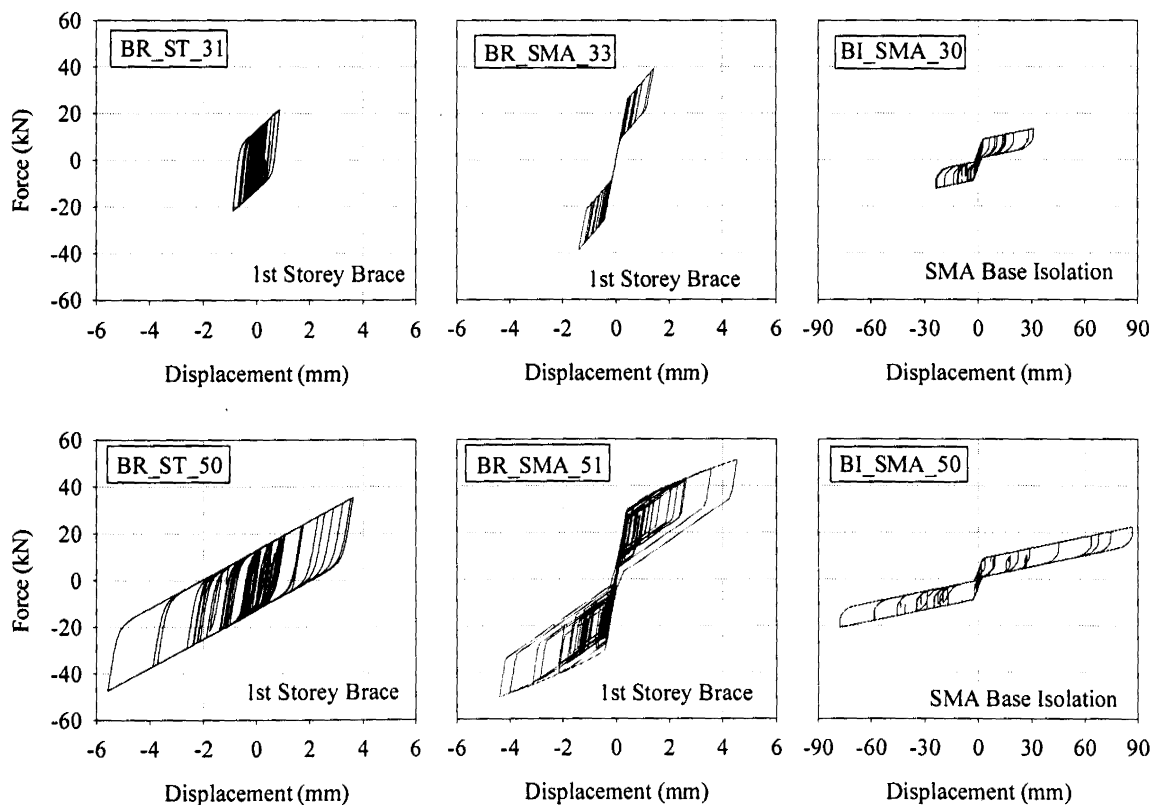 BR_ST_31
BR_SMA_33
BI_SMA_30
60
40
20
0
-20
-40
-60
Force (kN)
1st Storey Brace
1st Storey Brace
SMA Base Isolation
-6 -4 -2 0 2 4 6
-6 -4 -2 0 2 4 6
-90 -60 -30 0 30 60 90
Displacement (mm)
Displacement (mm)
Displacement (mm)
BR_ST_50
BR_SMA_51
BI_SMA_50
60
40
20
0
-20
-40
-60
Force (kN)
1st Storey Brace
1st Storey Brace
SMA Base Isolation
-6 -4 -2 0 2 4 6
-6 -4 -2 0 2 4 6
-90 -60 -30 0 30 60 90
Displacement (mm)
Displacement (mm)
Displacement (mm)